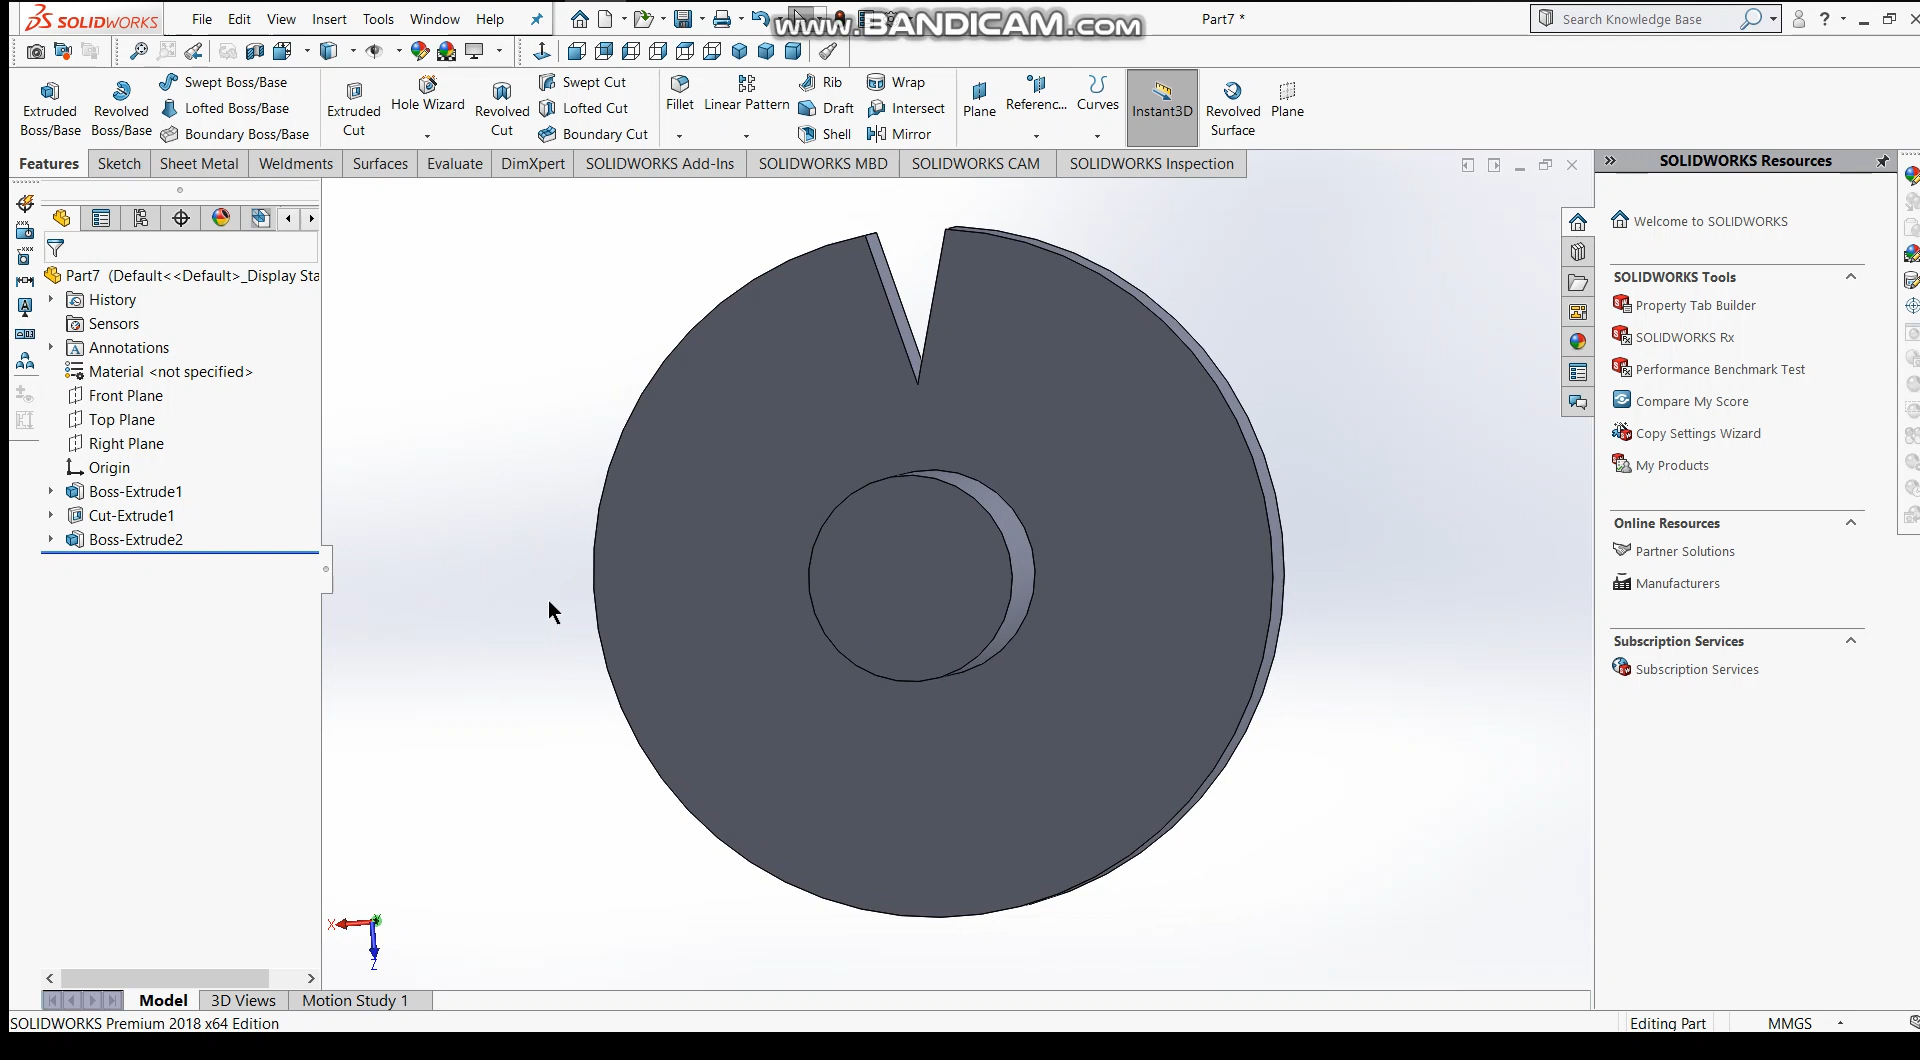 SOLIDWORKS File Edit View Insert Tools Window Help www.BANDICAM.com Part7 * Search Knowledge Base ?
Extruded Boss/Base
Revolved Boss/Base
Swept Boss/Base
Lofted Boss/Base
Boundary Boss/Base
Extruded Cut
Hole Wizard
Revolved Cut
Swept Cut
Lofted Cut
Boundary Cut
Fillet
Linear Pattern
Rib
Draft
Shell
Wrap
Intersect
Mirror
Plane
Referenc...
Curves
Instant3D
Revolved Surface
Plane
Features Sketch Sheet Metal Weldments Surfaces Evaluate DimXpert SOLIDWORKS Add-Ins SOLIDWORKS MBD SOLIDWORKS CAM SOLIDWORKS Inspection
Part7 (Default<<Default>_Display Sta
History
Sensors
Annotations
Material <not specified>
Front Plane
Top Plane
Right Plane
Origin
Boss-Extrude1
Cut-Extrude1
Boss-Extrude2
X
Z
SOLIDWORKS Resources
Welcome to SOLIDWORKS
SOLIDWORKS Tools
Property Tab Builder
SOLIDWORKS Rx
Performance Benchmark Test
Compare My Score
Copy Settings Wizard
My Products
Online Resources
Partner Solutions
Manufacturers
Subscription Services
Subscription Services
Model 3D Views Motion Study 1
SOLIDWORKS Premium 2018 x64 Edition Editing Part MMGS